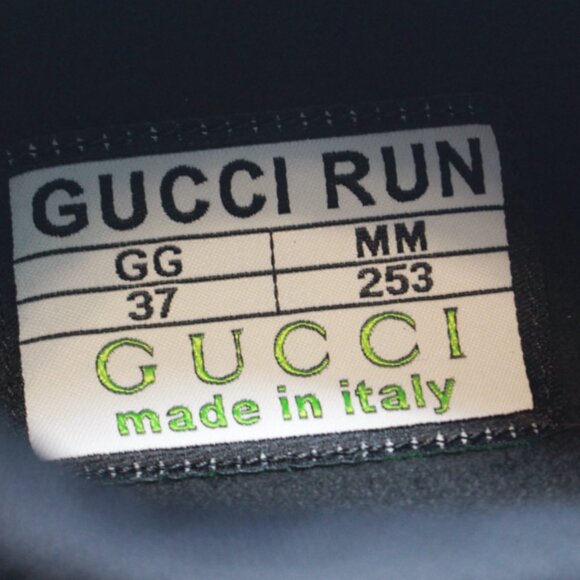 GUCCI RUN
GG MM
37 253
GUCCI
made in italy